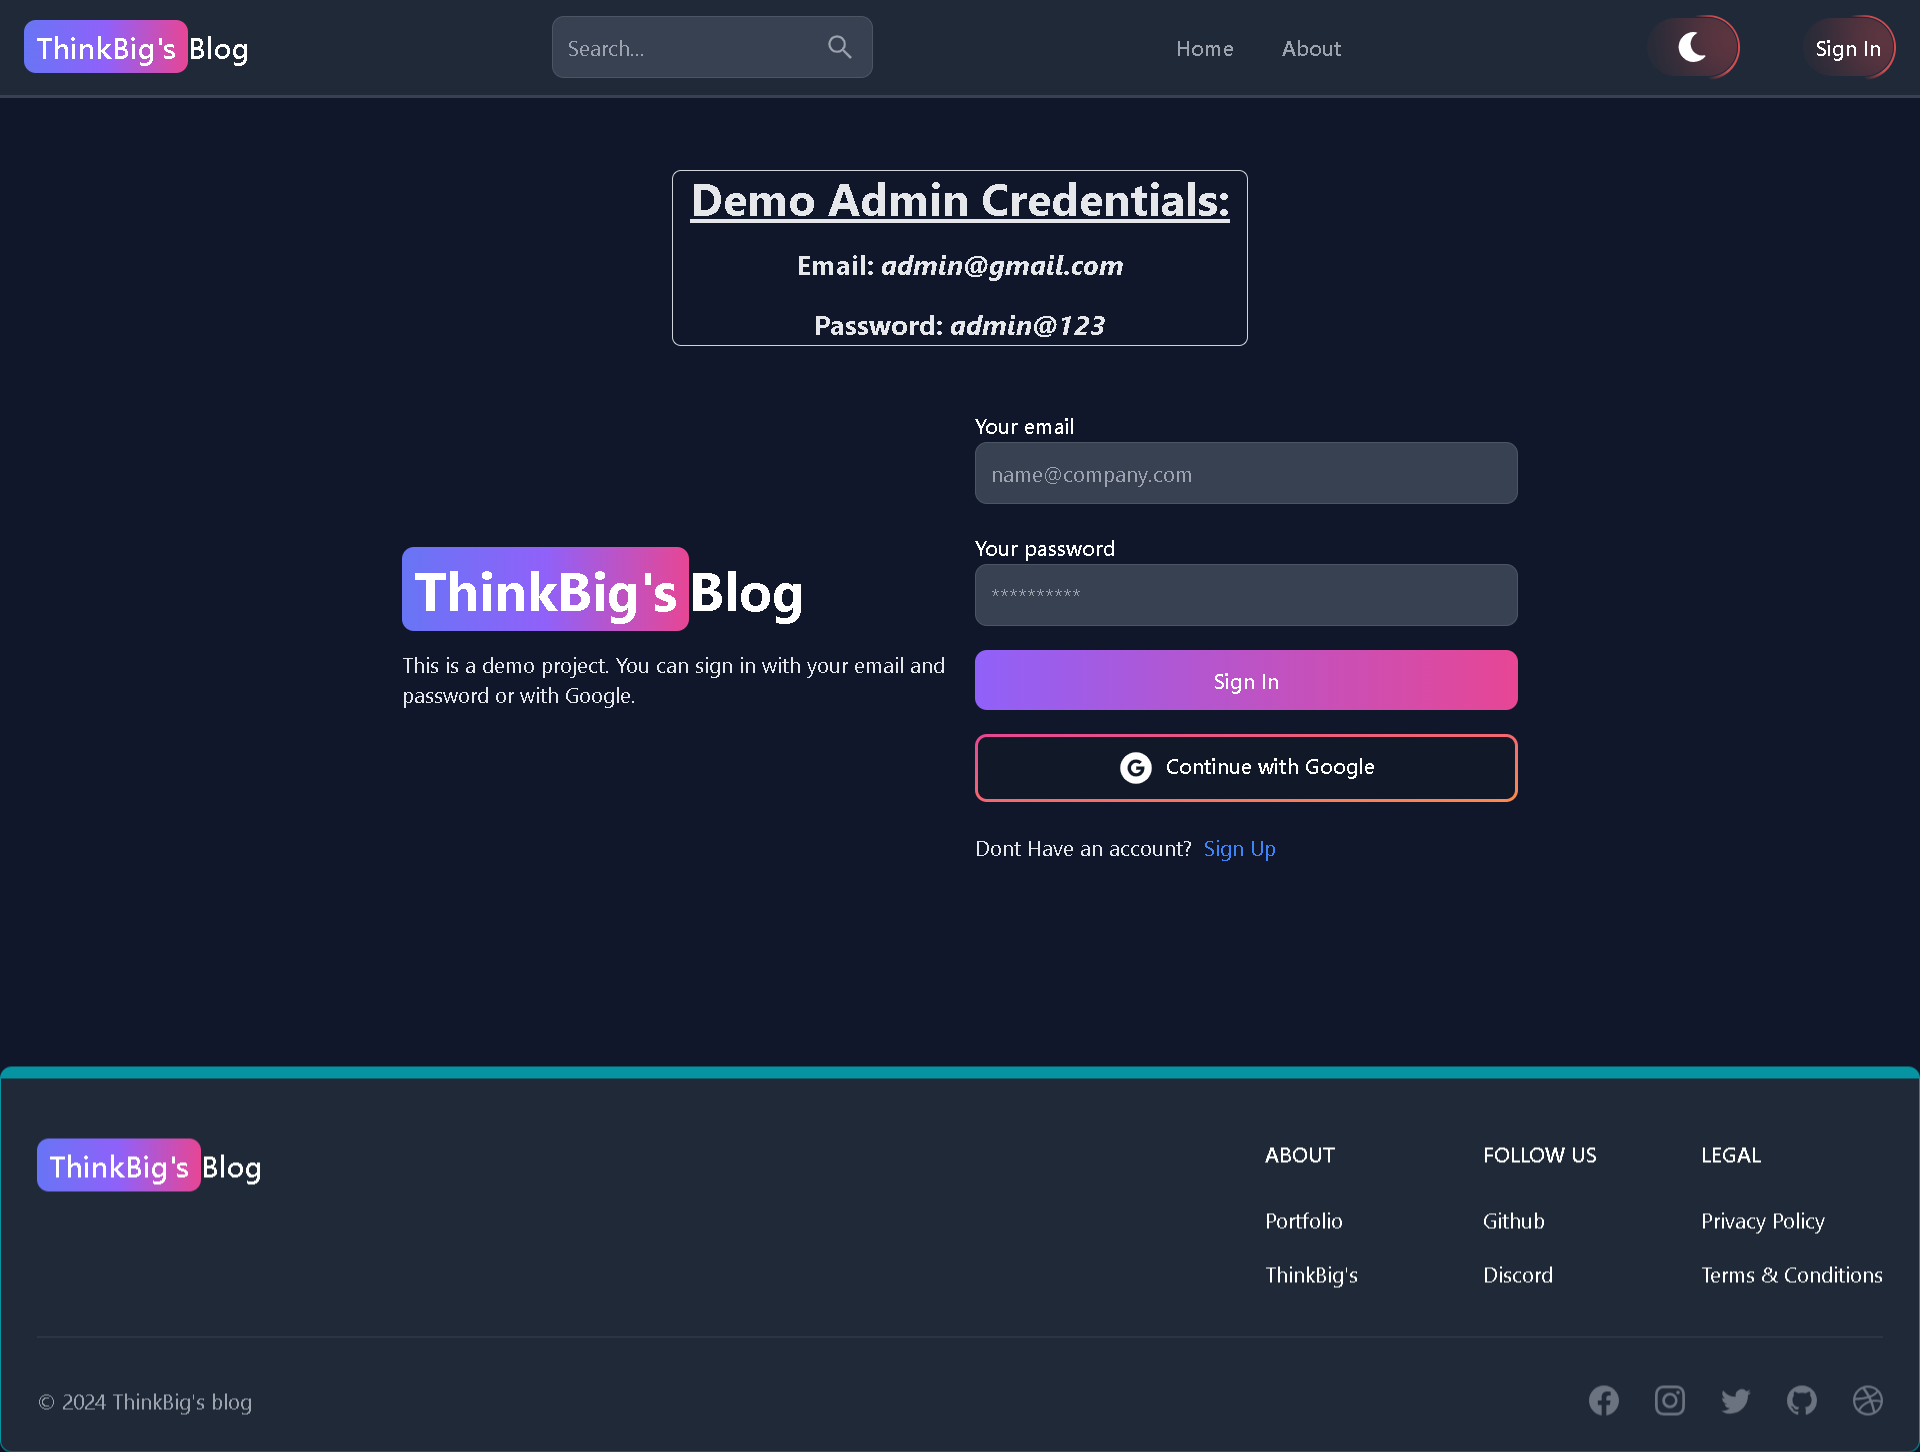 ThinkBig's Blog
Search...
Home
About
Sign In
Demo Admin Credentials:
Email: admin@gmail.com
Password: admin@123
ThinkBig's Blog
This is a demo project. You can sign in with your email and
password or with Google.
Your email
name@company.com
Your password
**********
Sign In
Continue with Google
Dont Have an account? Sign Up
ThinkBig's Blog
ABOUT
Portfolio
ThinkBig's
FOLLOW US
Github
Discord
LEGAL
Privacy Policy
Terms & Conditions
© 2024 ThinkBig's blog